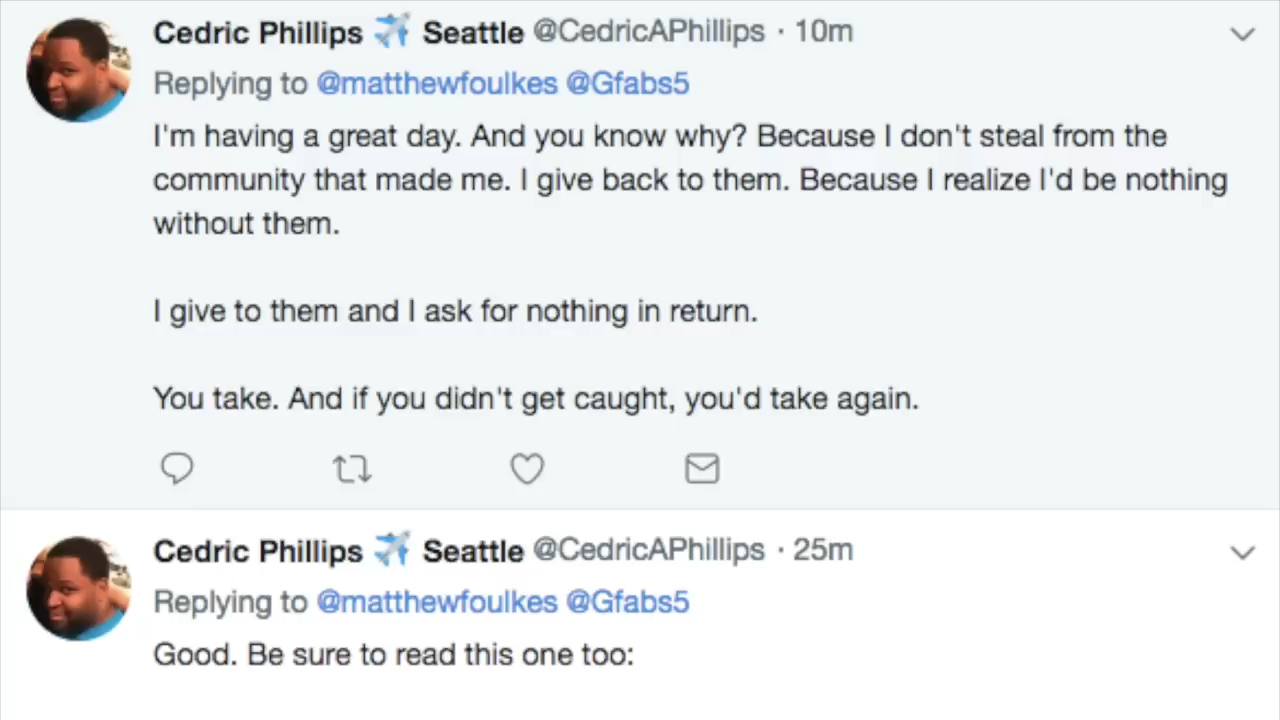 Cedric Phillips ✈️ Seattle @CedricAPhillips · 10m
Replying to @matthewfoulkes @Gfabs5
I'm having a great day. And you know why? Because I don't steal from the
community that made me. I give back to them. Because I realize I'd be nothing
without them.
I give to them and I ask for nothing in return.
You take. And if you didn't get caught, you'd take again.
Cedric Phillips ✈️ Seattle @CedricAPhillips · 25m
Replying to @matthewfoulkes @Gfabs5
Good. Be sure to read this one too: